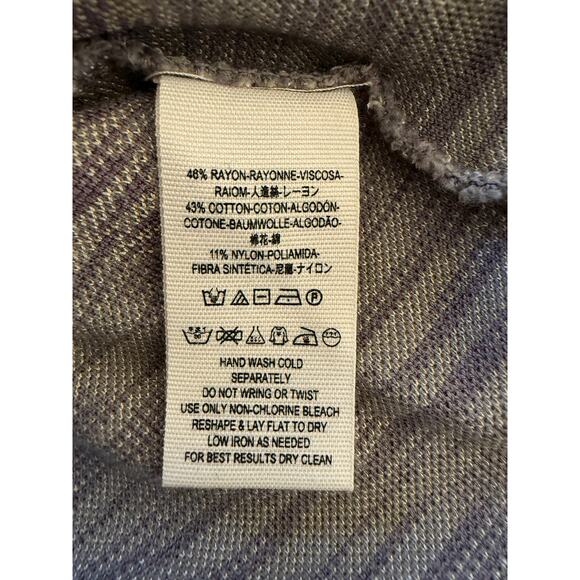 46% RAYON-RAYONNE-VISCOSA-
RAIOM-人造絲-レーヨン
43% COTTON-COTON-ALGODÓN-
COTONE-BAUMWOLLE-ALGODÃO-
棉花-綿
11% NYLON-POLIAMIDA-
FIBRA SINTÉTICA-尼龍-ナイロン
HAND WASH COLD
SEPARATELY
DO NOT WRING OR TWIST
USE ONLY NON-CHLORINE BLEACH
RESHAPE & LAY FLAT TO DRY
LOW IRON AS NEEDED
FOR BEST RESULTS DRY CLEAN